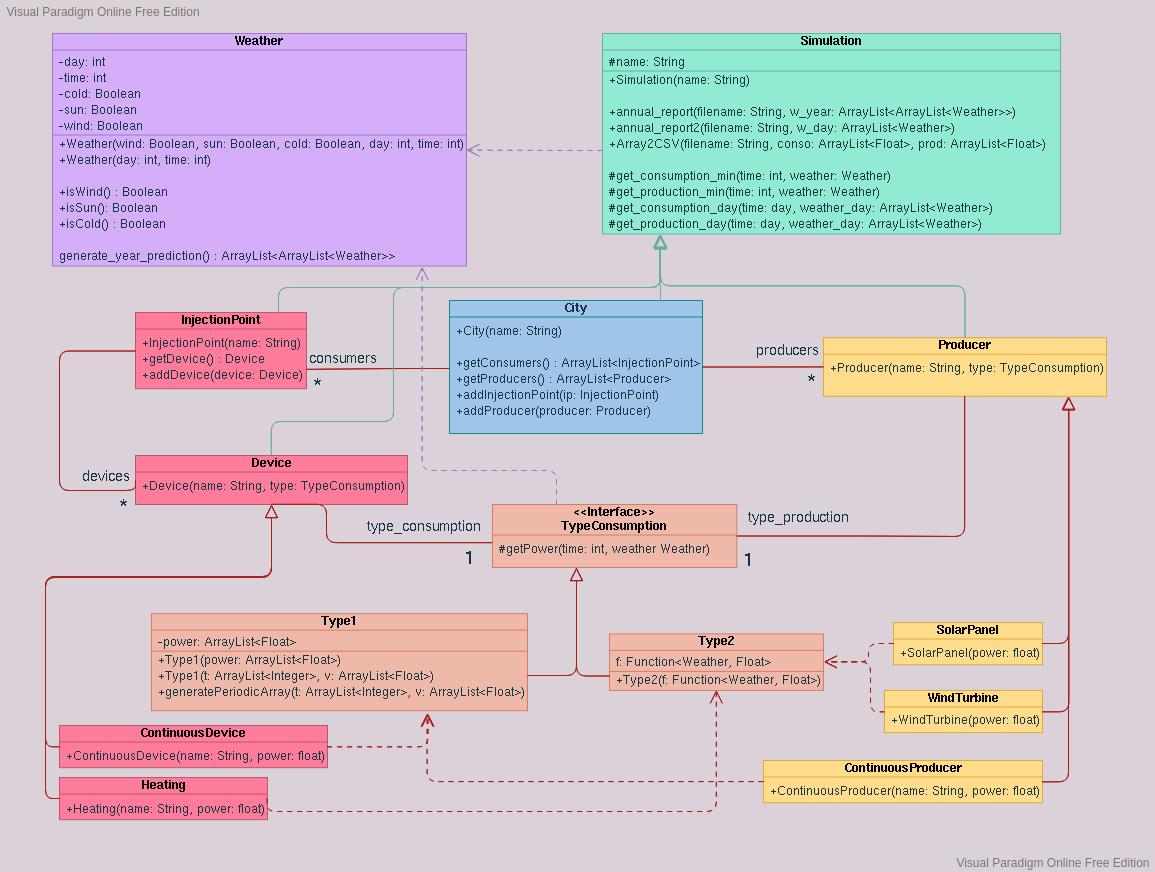 Visual Paradigm Online Free Edition
Weather
-day: int
-time: int
-cold: Boolean
-sun: Boolean
-wind: Boolean
+Weather(wind: Boolean, sun: Boolean, cold: Boolean, day: int, time: int)
+Weather(day: int, time: int)
+isWind() : Boolean
+isSun(): Boolean
+isCold() : Boolean
generate_year_prediction() : ArrayList<ArrayList<Weather>>
Simulation
#name: String
+Simulation(name: String)
+annual_report(filename: String, w_year: ArrayList<ArrayList<Weather>>)
+annual_report2(filename: String, w_day: ArrayList<Weather>)
+Array2CSV(filename: String, conso: ArrayList<Float>, prod: ArrayList<Float>)
#get_consumption_min(time: int, weather: Weather)
#get_production_min(time: int, weather: Weather)
#get_consumption_day(time: day, weather_day: ArrayList<Weather>)
#get_production_day(time: day, weather_day: ArrayList<Weather>)
InjectionPoint
+InjectionPoint(name: String)
+getDevice() : Device
+addDevice(device: Device)
consumers
*
City
+City(name: String)
+getConsumers() : ArrayList<InjectionPoint>
+getProducers() : ArrayList<Producer>
+addInjectionPoint(ip: InjectionPoint)
+addProducer(producer: Producer)
producers
*
Producer
+Producer(name: String, type: TypeConsumption)
devices
*
Device
+Device(name: String, type: TypeConsumption)
type_consumption
1
<<Interface>>
TypeConsumption
#getPower(time: int, weather Weather)
type_production
1
Type1
-power: ArrayList<Float>
+Type1(power: ArrayList<Float>)
+Type1(t: ArrayList<Integer>, v: ArrayList<Float>)
+generatePeriodicArray(t: ArrayList<Integer>, v: ArrayList<Float>)
Type2
f: Function<Weather, Float>
+Type2(f: Function<Weather, Float>)
SolarPanel
+SolarPanel(power: float)
WindTurbine
+WindTurbine(power: float)
ContinuousDevice
+ContinuousDevice(name: String, power: float)
Heating
+Heating(name: String, power: float)
ContinuousProducer
+ContinuousProducer(name: String, power: float)
Visual Paradigm Online Free Edition